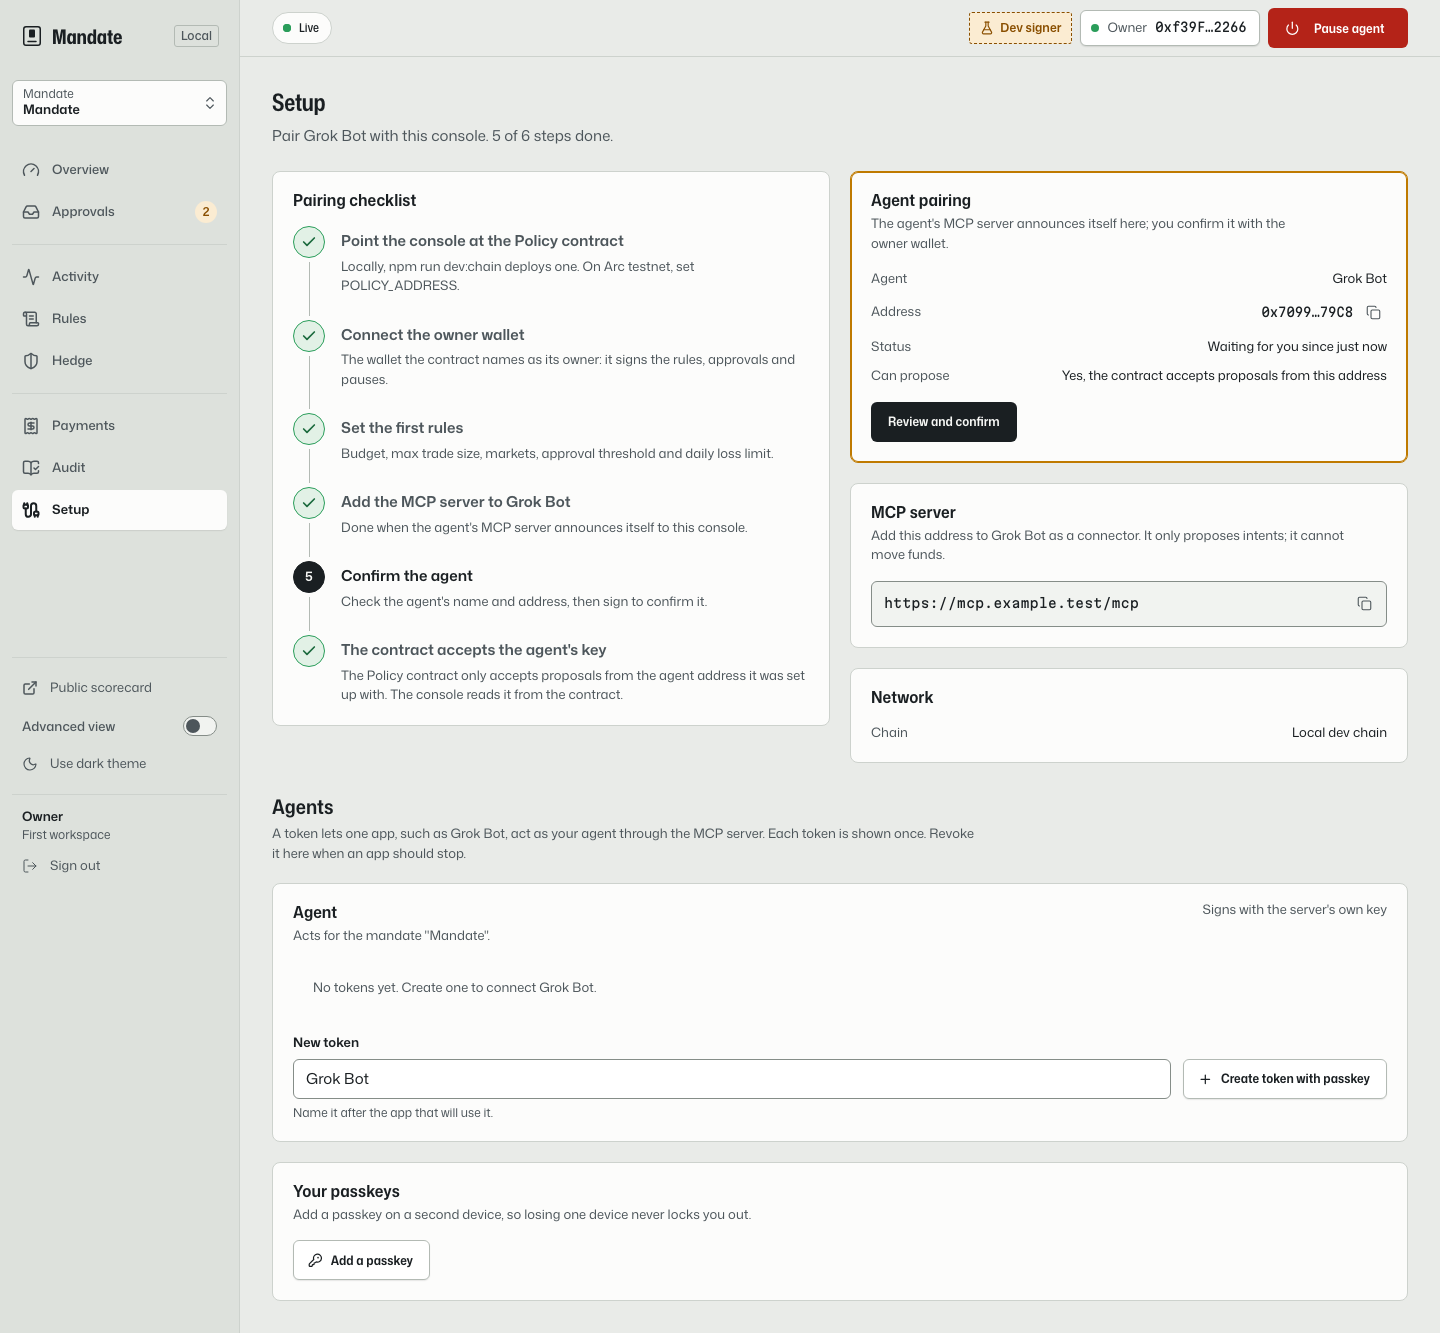 Mandate
Local
Mandate
Mandate
Overview
Approvals
2
Activity
Rules
Hedge
Payments
Audit
Setup
Public scorecard
Advanced view
Use dark theme
Owner
First workspace
Sign out
Live
Dev signer
Owner 0xf39F…2266
Pause agent
Setup
Pair Grok Bot with this console. 5 of 6 steps done.
Pairing checklist
Point the console at the Policy contract
Locally, npm run dev:chain deploys one. On Arc testnet, set
POLICY_ADDRESS.
Connect the owner wallet
The wallet the contract names as its owner: it signs the rules, approvals and
pauses.
Set the first rules
Budget, max trade size, markets, approval threshold and daily loss limit.
Add the MCP server to Grok Bot
Done when the agent's MCP server announces itself to this console.
5
Confirm the agent
Check the agent's name and address, then sign to confirm it.
The contract accepts the agent's key
The Policy contract only accepts proposals from the agent address it was set
up with. The console reads it from the contract.
Agent pairing
The agent's MCP server announces itself here; you confirm it with the
owner wallet.
Agent
Grok Bot
Address
0x7099…79C8
Status
Waiting for you since just now
Can propose
Yes, the contract accepts proposals from this address
Review and confirm
MCP server
Add this address to Grok Bot as a connector. It only proposes intents; it cannot
move funds.
https://mcp.example.test/mcp
Network
Chain
Local dev chain
Agents
A token lets one app, such as Grok Bot, act as your agent through the MCP server. Each token is shown once. Revoke
it here when an app should stop.
Agent
Signs with the server's own key
Acts for the mandate "Mandate".
No tokens yet. Create one to connect Grok Bot.
New token
Grok Bot
Create token with passkey
Name it after the app that will use it.
Your passkeys
Add a passkey on a second device, so losing one device never locks you out.
Add a passkey